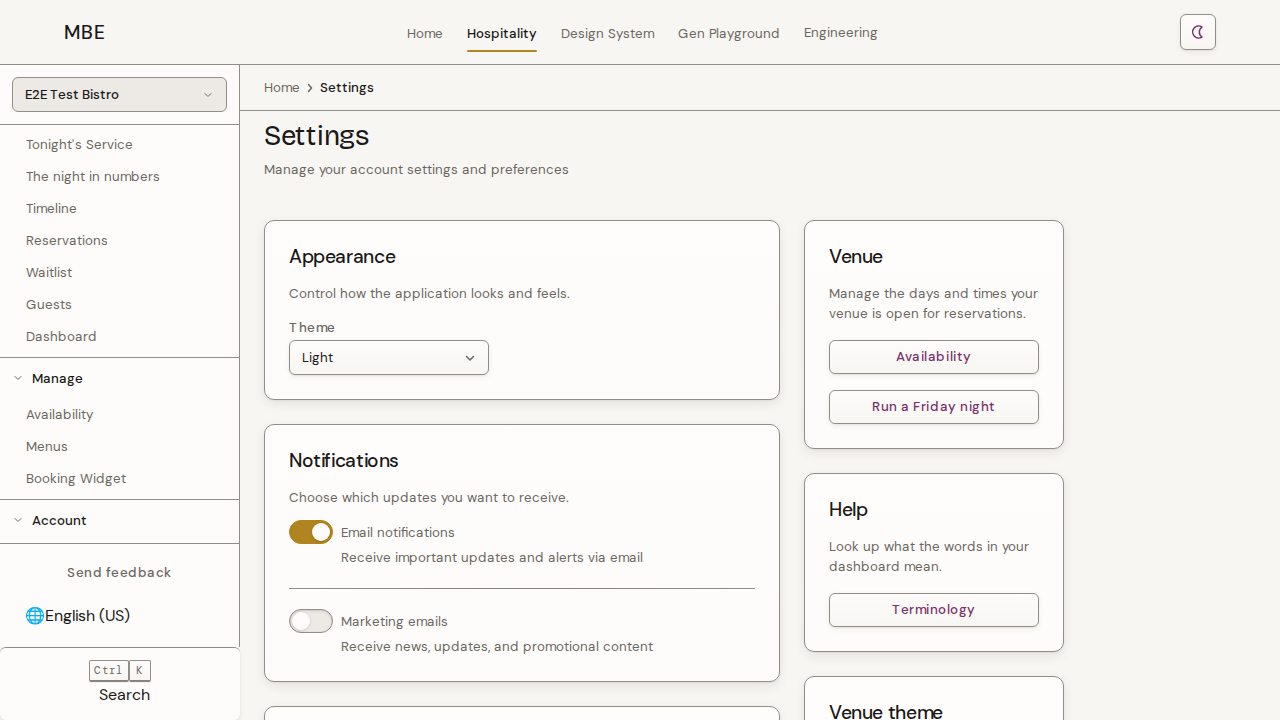 MBE
Home
Hospitality
Design System
Gen Playground
Engineering
E2E Test Bistro
Tonight's Service
The night in numbers
Timeline
Reservations
Waitlist
Guests
Dashboard
Manage
Availability
Menus
Booking Widget
Account
Send feedback
English (US)
Ctrl K
Search
Home > Settings
Settings
Manage your account settings and preferences
Appearance
Control how the application looks and feels.
Theme
Light
Notifications
Choose which updates you want to receive.
Email notifications
Receive important updates and alerts via email
Marketing emails
Receive news, updates, and promotional content
Venue
Manage the days and times your
venue is open for reservations.
Availability
Run a Friday night
Help
Look up what the words in your
dashboard mean.
Terminology
Venue theme